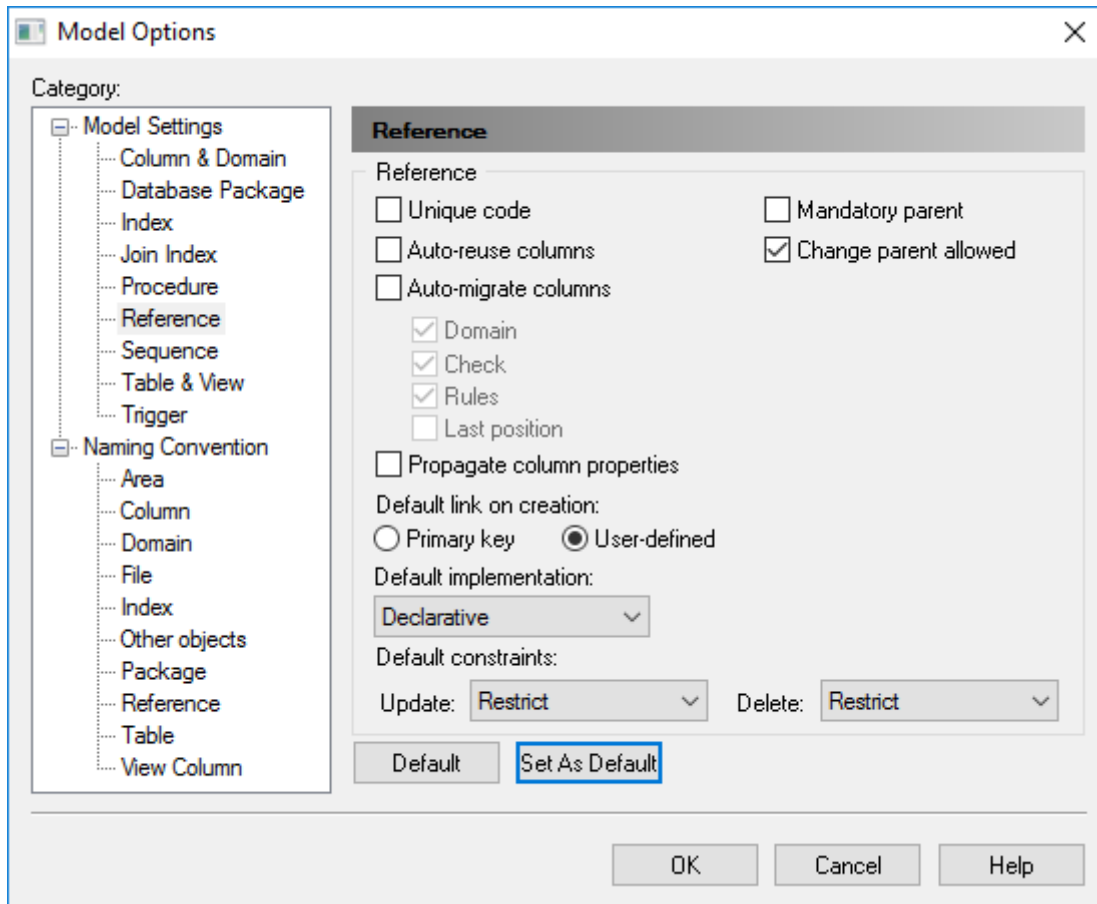 Model Options
Category:
Model Settings
Column & Domain
Database Package
Index
Join Index
Procedure
Reference
Sequence
Table & View
Trigger
Naming Convention
Area
Column
Domain
File
Index
Other objects
Package
Reference
Table
View Column
Reference
Reference
Unique code
Mandatory parent
Auto-reuse columns
Change parent allowed
Auto-migrate columns
Domain
Check
Rules
Last position
Propagate column properties
Default link on creation:
Primary key User-defined
Default implementation:
Declarative
Default constraints:
Update: Restrict Delete: Restrict
Default Set As Default
OK Cancel Help